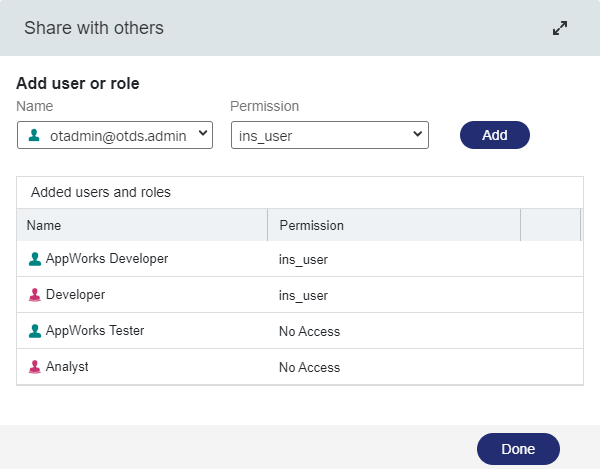 Share with others
Add user or role
Name Permission
otadmin@otds.admin ins_user Add
Added users and roles
Name Permission
AppWorks Developer ins_user
Developer ins_user
AppWorks Tester No Access
Analyst No Access
Done